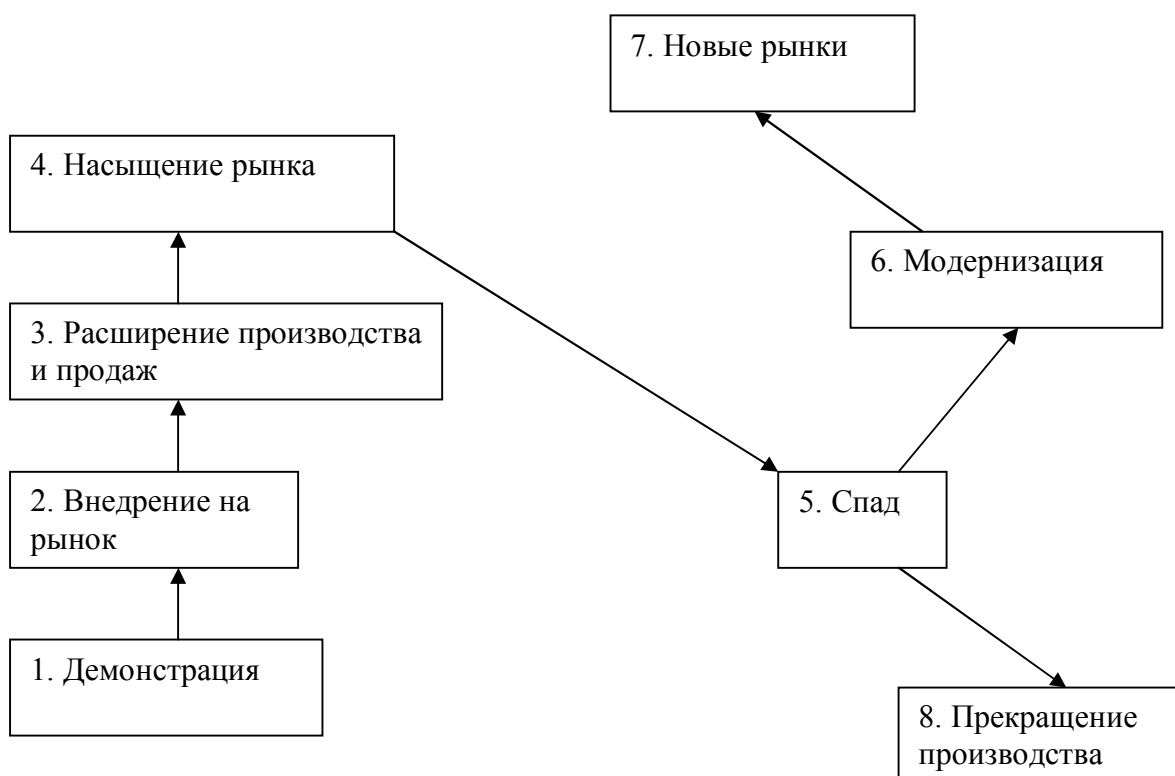 7. Новые рынки
4. Насыщение рынка
6. Модернизация
3. Расширение производства
и продаж
2. Внедрение на
рынок
5. Спад
1. Демонстрация
8. Прекращение
производства